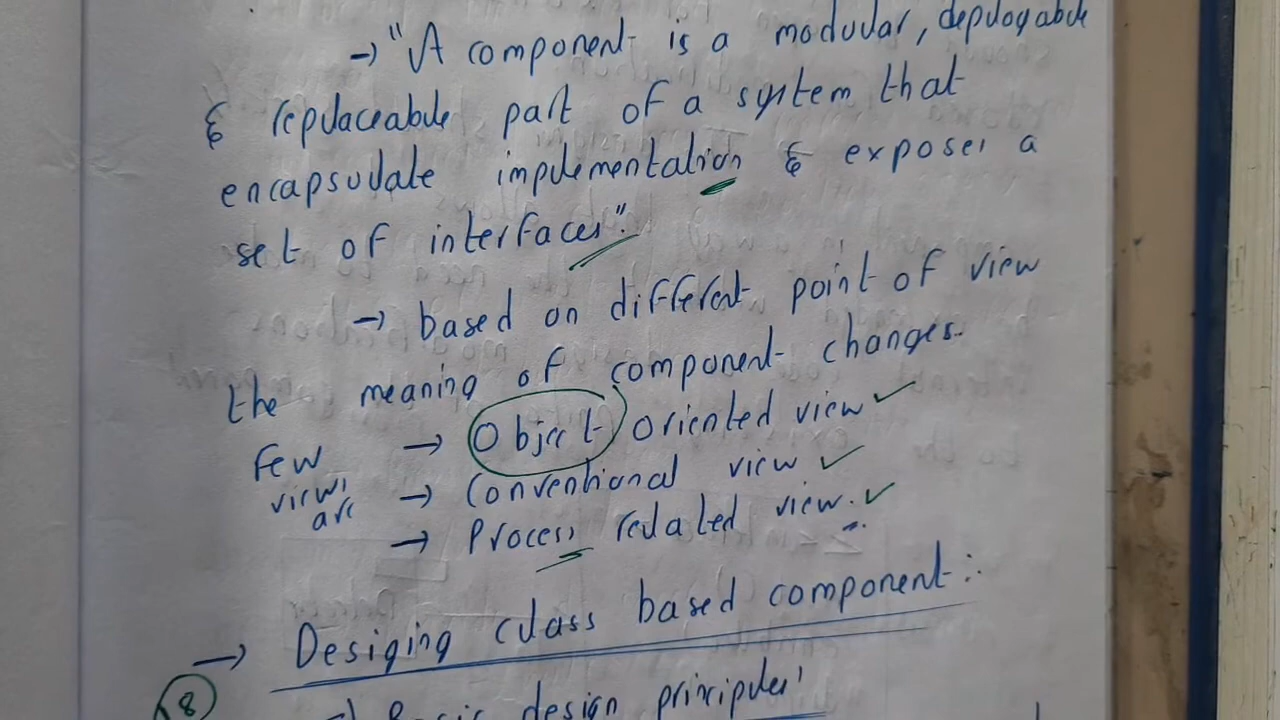 → "A component is a modular, deployable
& replaceable part of a system that
encapsulate implementation & exposes a
set of interfaces".
→ based on different point of view
the meaning of component changes.
few → Object Oriented view ✓
views are → Conventional view ✓
→ Process related view. ✓
→ Desiging class based component :
8 → Basic design principles'